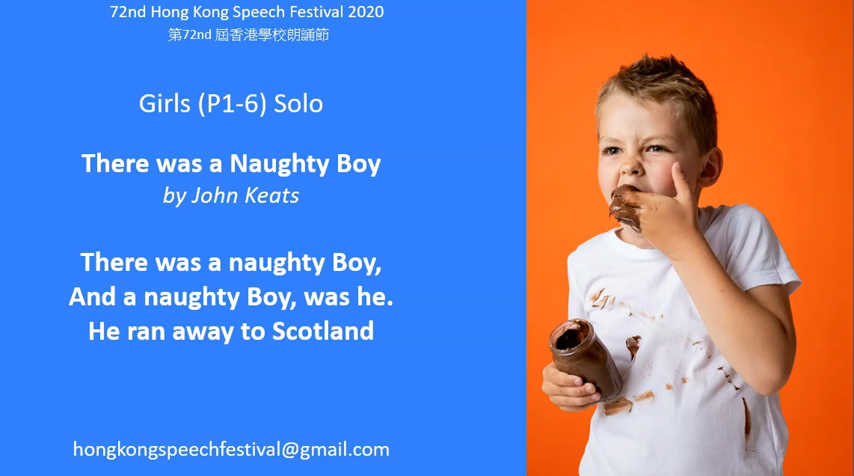 72nd Hong Kong Speech Festival 2020
第72nd 屆香港學校朗誦節
Girls (P1-6) Solo
There was a Naughty Boy
by John Keats
There was a naughty Boy,
And a naughty Boy, was he.
He ran away to Scotland
hongkongspeechfestival@gmail.com